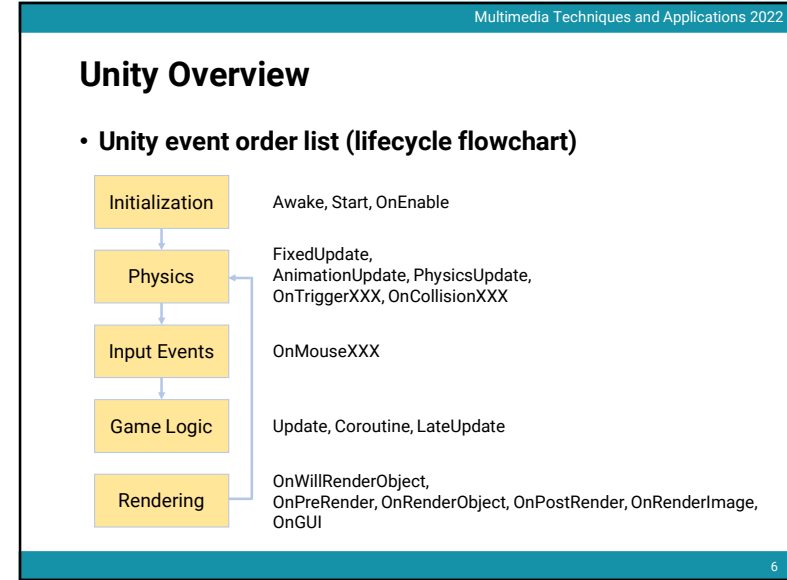 Multimedia Techniques and Applications 2022
Unity Overview
• Unity event order list (lifecycle flowchart)
Initialization
Awake, Start, OnEnable
Physics
FixedUpdate,
AnimationUpdate, PhysicsUpdate,
OnTriggerXXX, OnCollisionXXX
Input Events
OnMouseXXX
Game Logic
Update, Coroutine, LateUpdate
Rendering
OnWillRenderObject,
OnPreRender, OnRenderObject, OnPostRender, OnRenderImage,
OnGUI
6